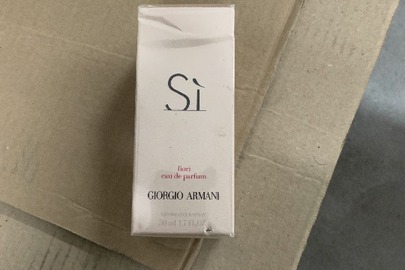 Sì
fiori
eau de parfum
GIORGIO ARMANI